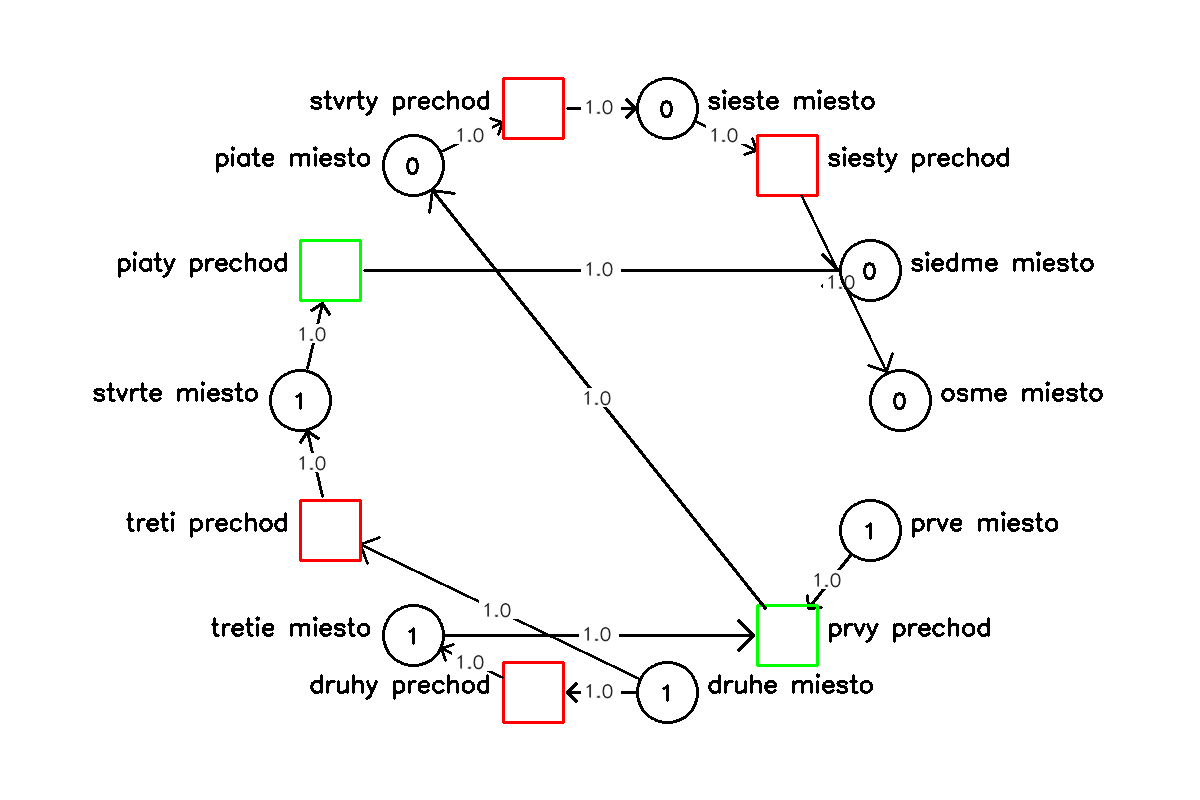 stvrty prechod
1.0
0
sieste miesto
1.0
1.0
piate miesto
0
siesty prechod
piaty prechod
1.0
0
siedme miesto
1.0
1.0
stvrte miesto
1
1.0
0
osme miesto
1.0
treti prechod
1
prve miesto
1.0
1.0
tretie miesto
1
1.0
prvy prechod
1.0
druhy prechod
1.0
1
druhe miesto